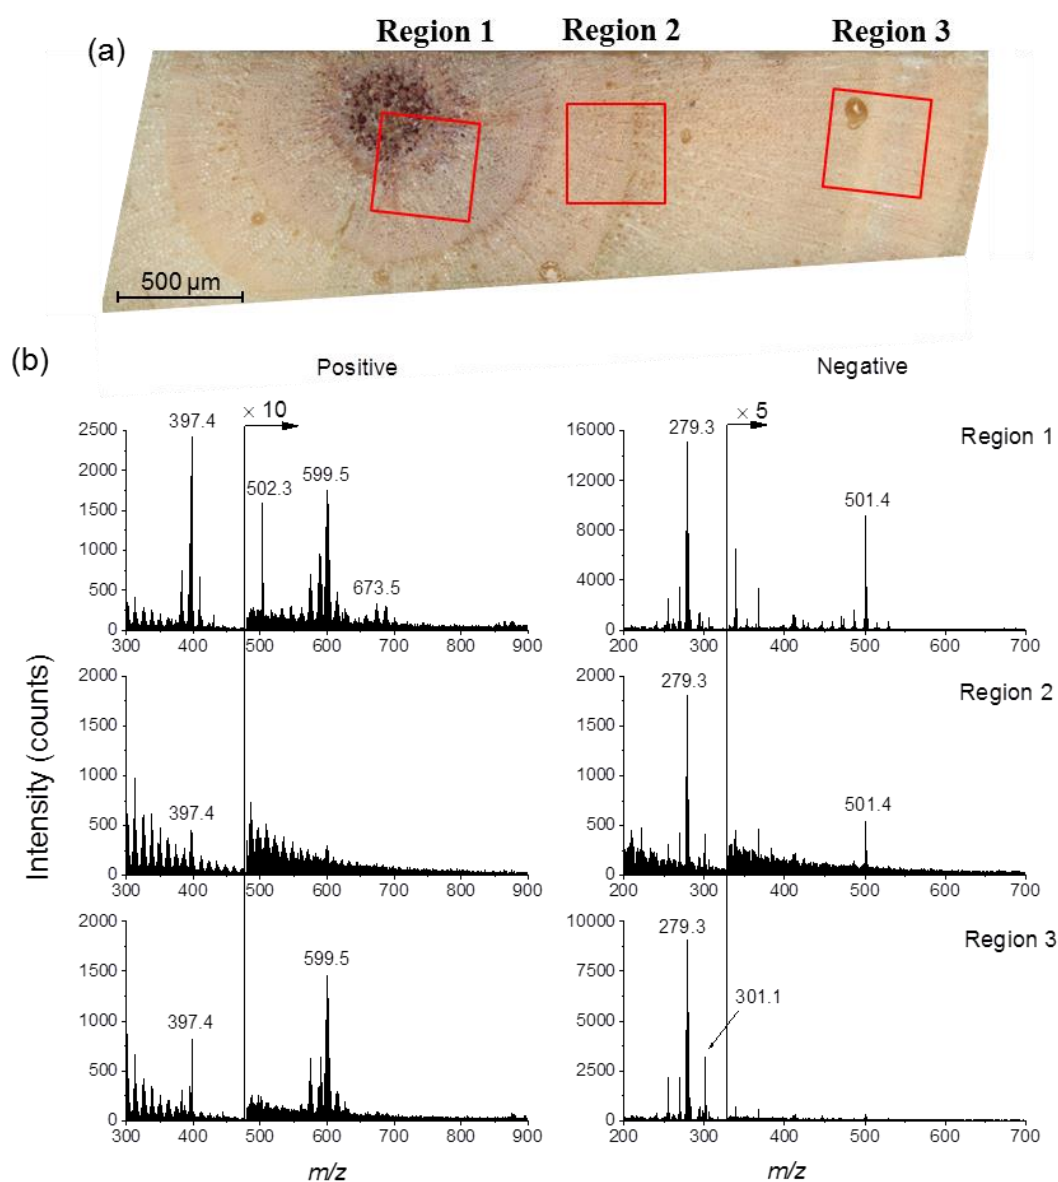 (a)
Region 1
Region 2
Region 3
500 µm
(b)
Positive
Negative
Intensity (counts)
2500
2000
1500
1000
500
0
397.4
× 10
502.3
599.5
673.5
300 400 500 600 700 800 900
16000
12000
8000
4000
0
279.3
× 5
501.4
Region 1
200 300 400 500 600 700
2000
1500
1000
500
0
397.4
300 400 500 600 700 800 900
2000
1500
1000
500
0
279.3
501.4
Region 2
200 300 400 500 600 700
2000
1500
1000
500
0
397.4
599.5
300 400 500 600 700 800 900
m/z
10000
7500
5000
2500
0
279.3
301.1
Region 3
200 300 400 500 600 700
m/z